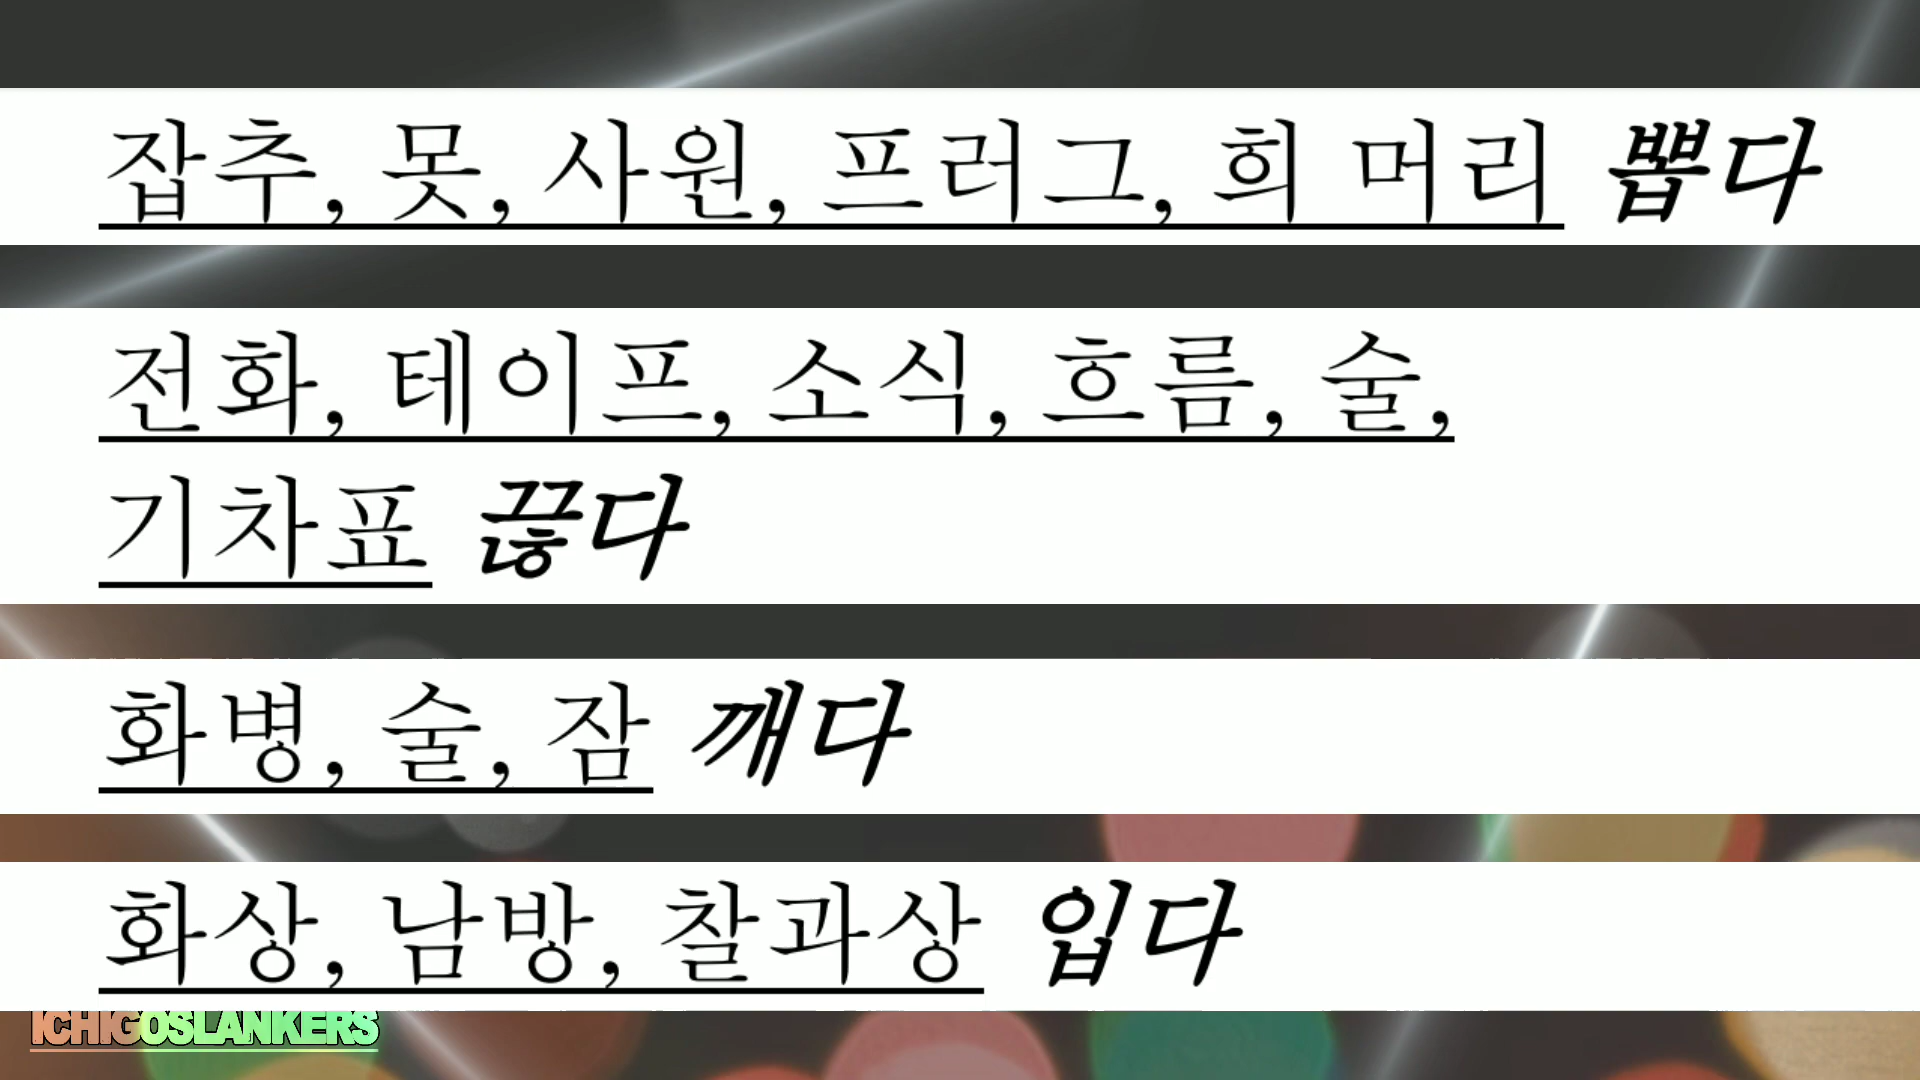 잡추, 못, 사원, 프러그, 희 머리 뽑다
전화, 테이프, 소식, 흐름, 술,
기차표 끊다
화병, 술, 잠 깨다
화상, 남방, 찰과상 입다
ICHIGOSLANKERS